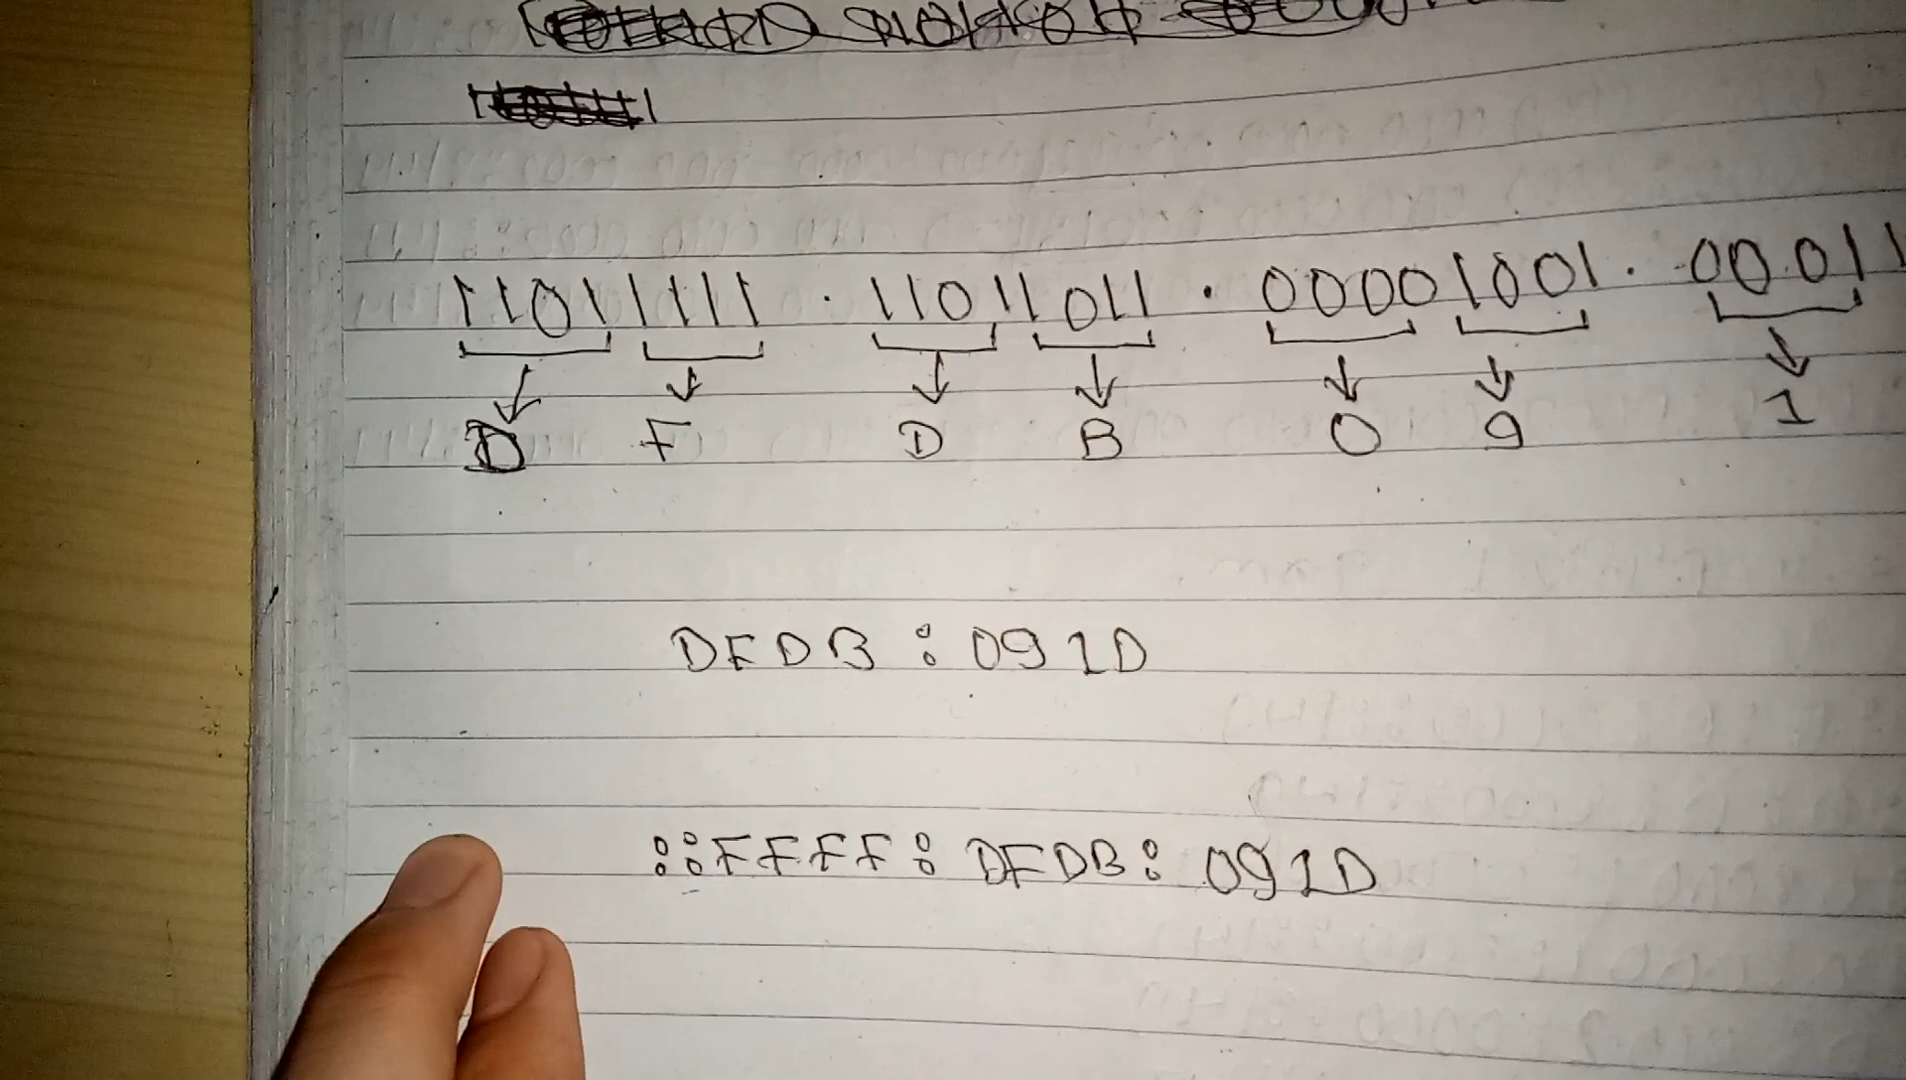 11011111 . 11011011 . 00001001 . 00011
D F D B 0 9 1
DFDB : 091D
::FFFF: DFDB: 091D